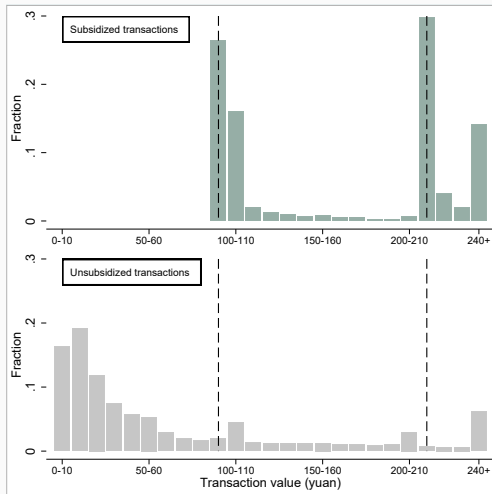 Subsidized transactions
.3
.2
.1
0
Fraction
0-10 50-60 100-110 150-160 200-210 240+
Unsubsidized transactions
.3
.2
.1
0
Fraction
0-10 50-60 100-110 150-160 200-210 240+
Transaction value (yuan)